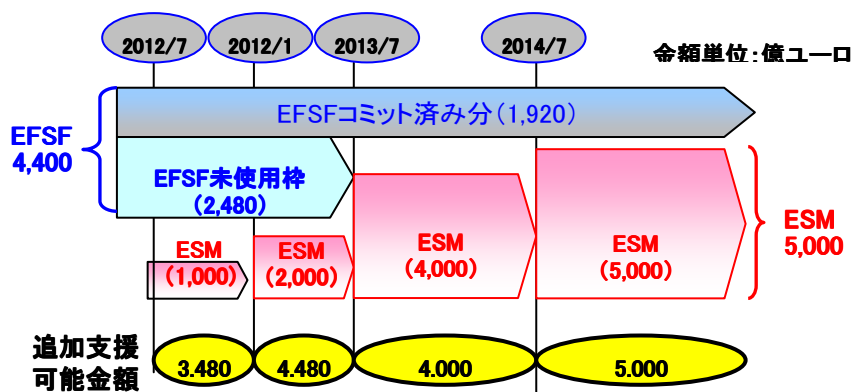 2012/7
2012/1
2013/7
2014/7
金額単位：億ユーロ
EFSFコミット済み分（1,920）
EFSF
4,400
EFSF未使用枠
（2,480）
ESM
（1,000）
ESM
（2,000）
ESM
（4,000）
ESM
（5,000）
ESM
5,000
追加支援
可能金額
3.480
4.480
4.000
5.000